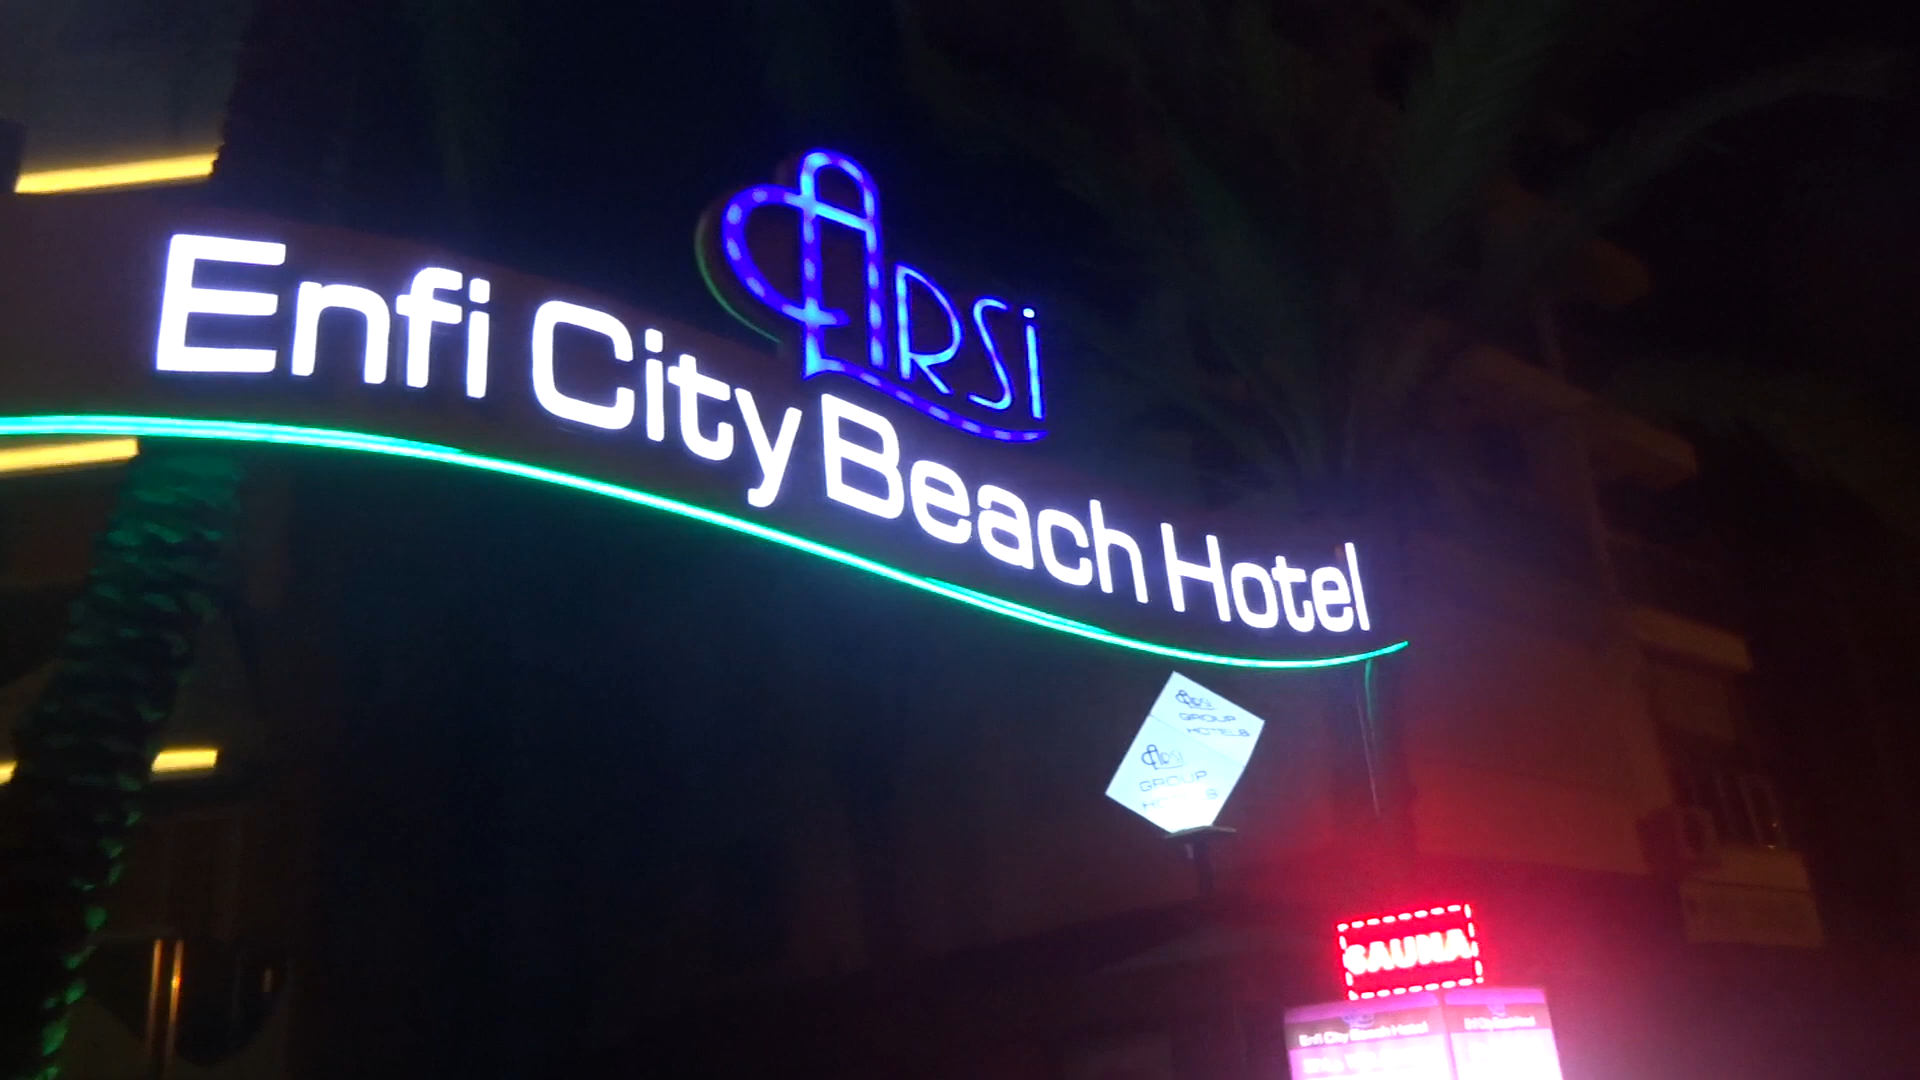 ARSi
Enfi City Beach Hotel
ARSi
GROUP
HOTELS
ARSi
GROUP
HOTELS
SAUNA
Enfi City Beach Hotel